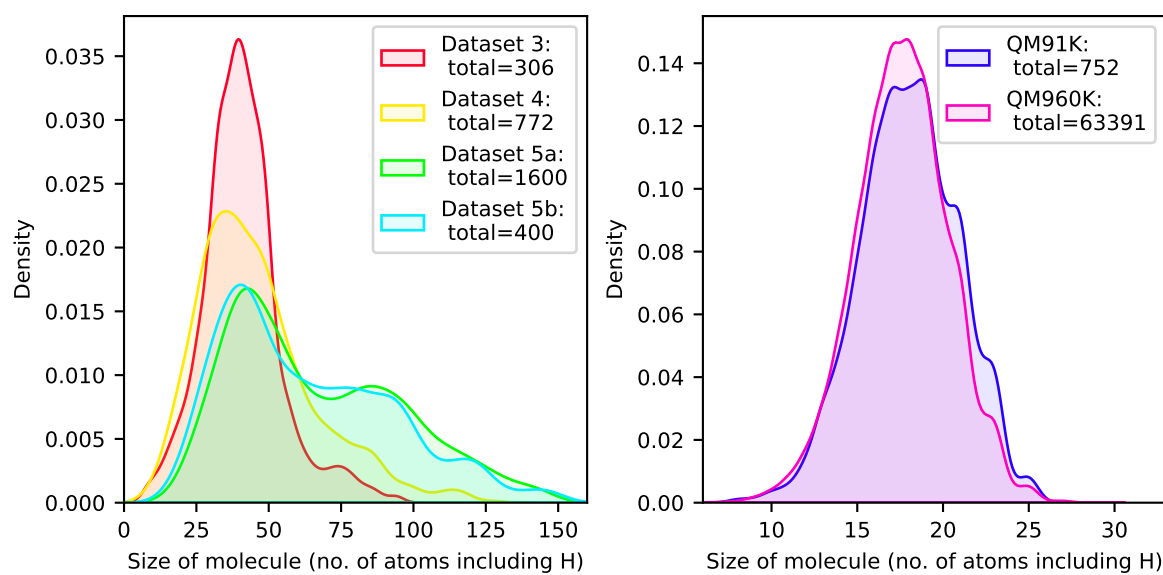 0.035
0.030
0.025
0.020
0.015
0.010
0.005
0.000
Density
0
25
50
75
100
125
150
Size of molecule (no. of atoms including H)
Dataset 3:
total=306
Dataset 4:
total=772
Dataset 5a:
total=1600
Dataset 5b:
total=400
0.14
0.12
0.10
0.08
0.06
0.04
0.02
0.00
Density
10
15
20
25
30
Size of molecule (no. of atoms including H)
QM91K:
total=752
QM960K:
total=63391